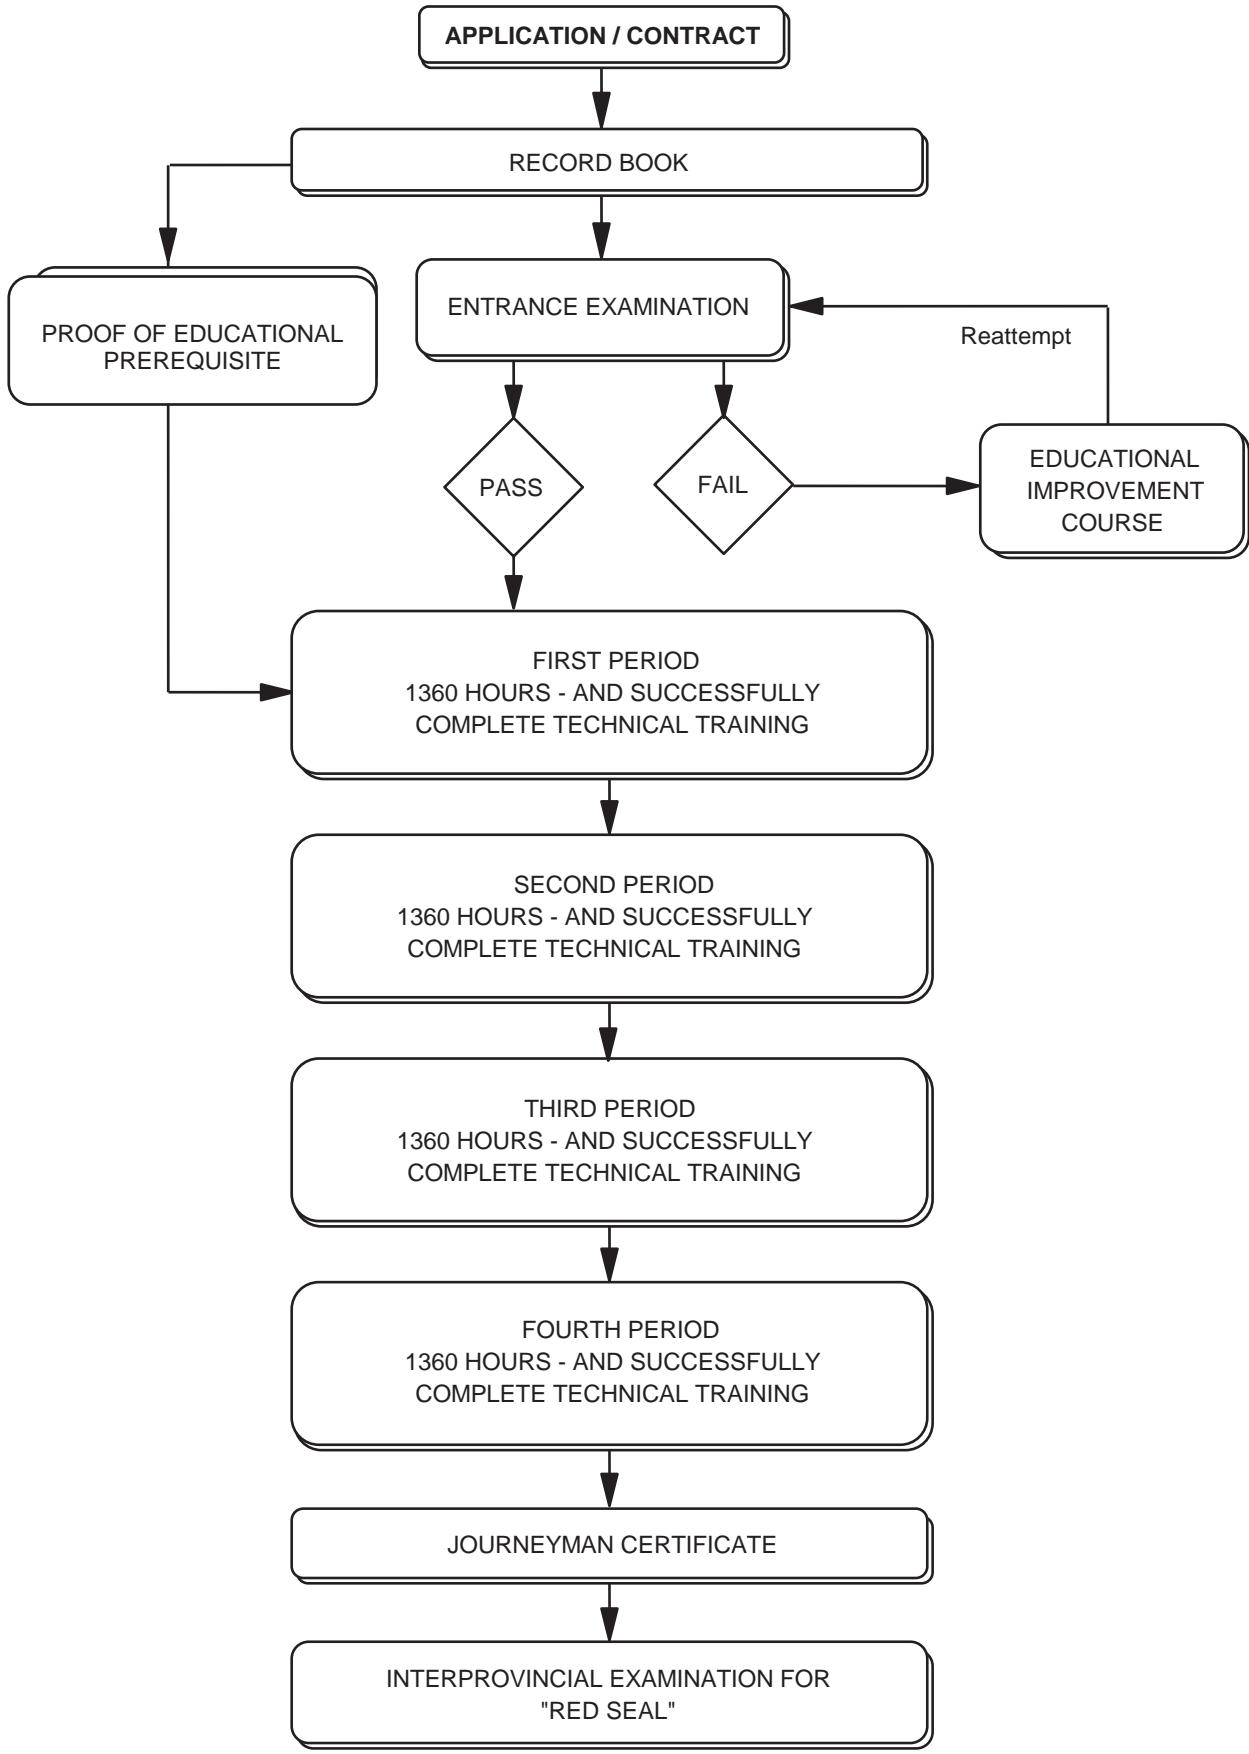 APPLICATION / CONTRACT
RECORD BOOK
PROOF OF EDUCATIONAL
PREREQUISITE
ENTRANCE EXAMINATION
Reattempt
PASS
FAIL
EDUCATIONAL
IMPROVEMENT
COURSE
FIRST PERIOD
1360 HOURS - AND SUCCESSFULLY
COMPLETE TECHNICAL TRAINING
SECOND PERIOD
1360 HOURS - AND SUCCESSFULLY
COMPLETE TECHNICAL TRAINING
THIRD PERIOD
1360 HOURS - AND SUCCESSFULLY
COMPLETE TECHNICAL TRAINING
FOURTH PERIOD
1360 HOURS - AND SUCCESSFULLY
COMPLETE TECHNICAL TRAINING
JOURNEYMAN CERTIFICATE
INTERPROVINCIAL EXAMINATION FOR
"RED SEAL"